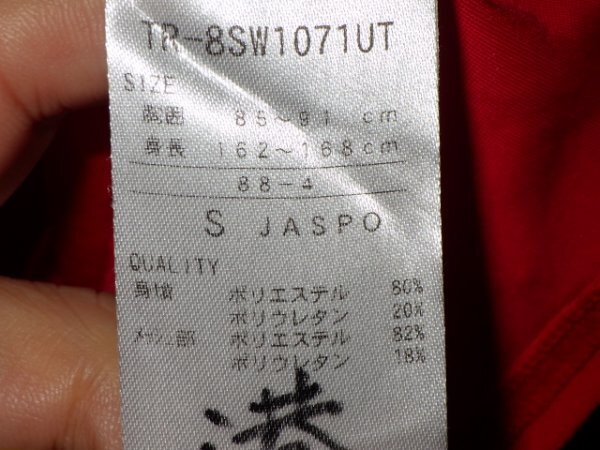 TR-8SW1071UT
SIZE
胸囲 85~91 cm
身長 162~168cm
88-4
S JASPO
QUALITY
身頃 ポリエステル 80%
ポリウレタン 20%
メッシュ部 ポリエステル 82%
ポリウレタン 18%
港